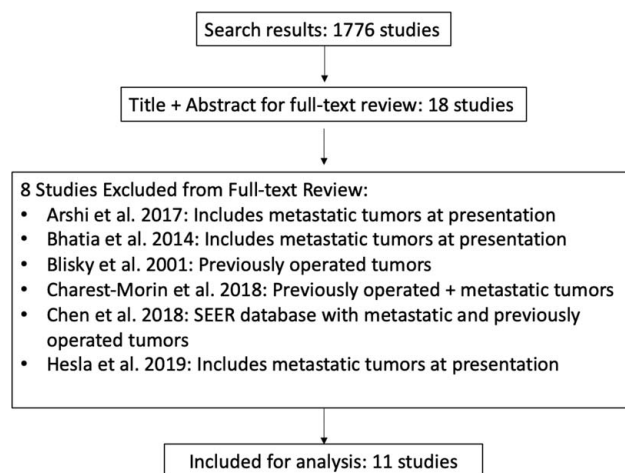 Search results: 1776 studies
Title + Abstract for full-text review: 18 studies
8 Studies Excluded from Full-text Review:
• Arshi et al. 2017: Includes metastatic tumors at presentation
• Bhatia et al. 2014: Includes metastatic tumors at presentation
• Blisky et al. 2001: Previously operated tumors
• Charest-Morin et al. 2018: Previously operated + metastatic tumors
• Chen et al. 2018: SEER database with metastatic and previously
operated tumors
• Hesla et al. 2019: Includes metastatic tumors at presentation
Included for analysis: 11 studies